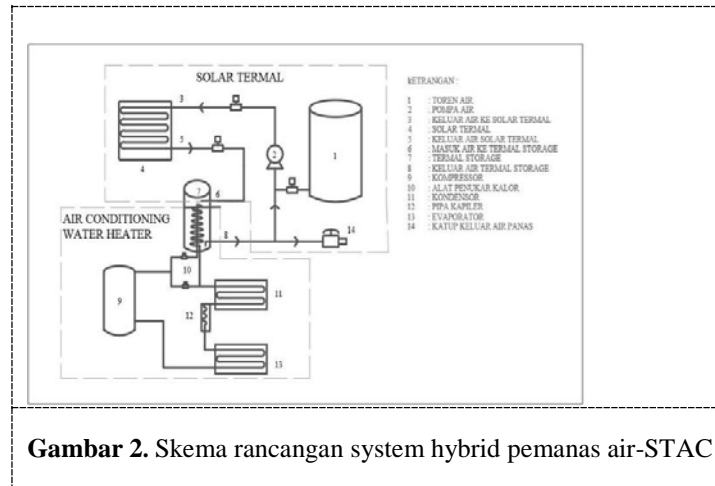 SOLAR TERMAL
KETRANGAN :
1 : TOREN AIR
2 : POMPA AIR
3 : KELUAR AIR KE SOLAR TERMAL
4 : SOLAR TERMAL
5 : KELUAR AIR SOLAR TERMAL
6 : MASUK AIR KE TERMAL STORAGE
7 : TERMAL STORAGE
8 : KELUAR AIR TERMAL STORAGE
9 : KOMPRESSOR
10 : ALAT PENUKAR KALOR
11 : KONDENSOR
12 : PIPA KAPILER
13 : EVAPORATOR
14 : KATUP KELUAR AIR PANAS
3
5
4
2
1
7
6
AIR CONDITIONING
WATER HEATER
8
14
10
9
11
12
13
Gambar 2. Skema rancangan system hybrid pemanas air-STAC